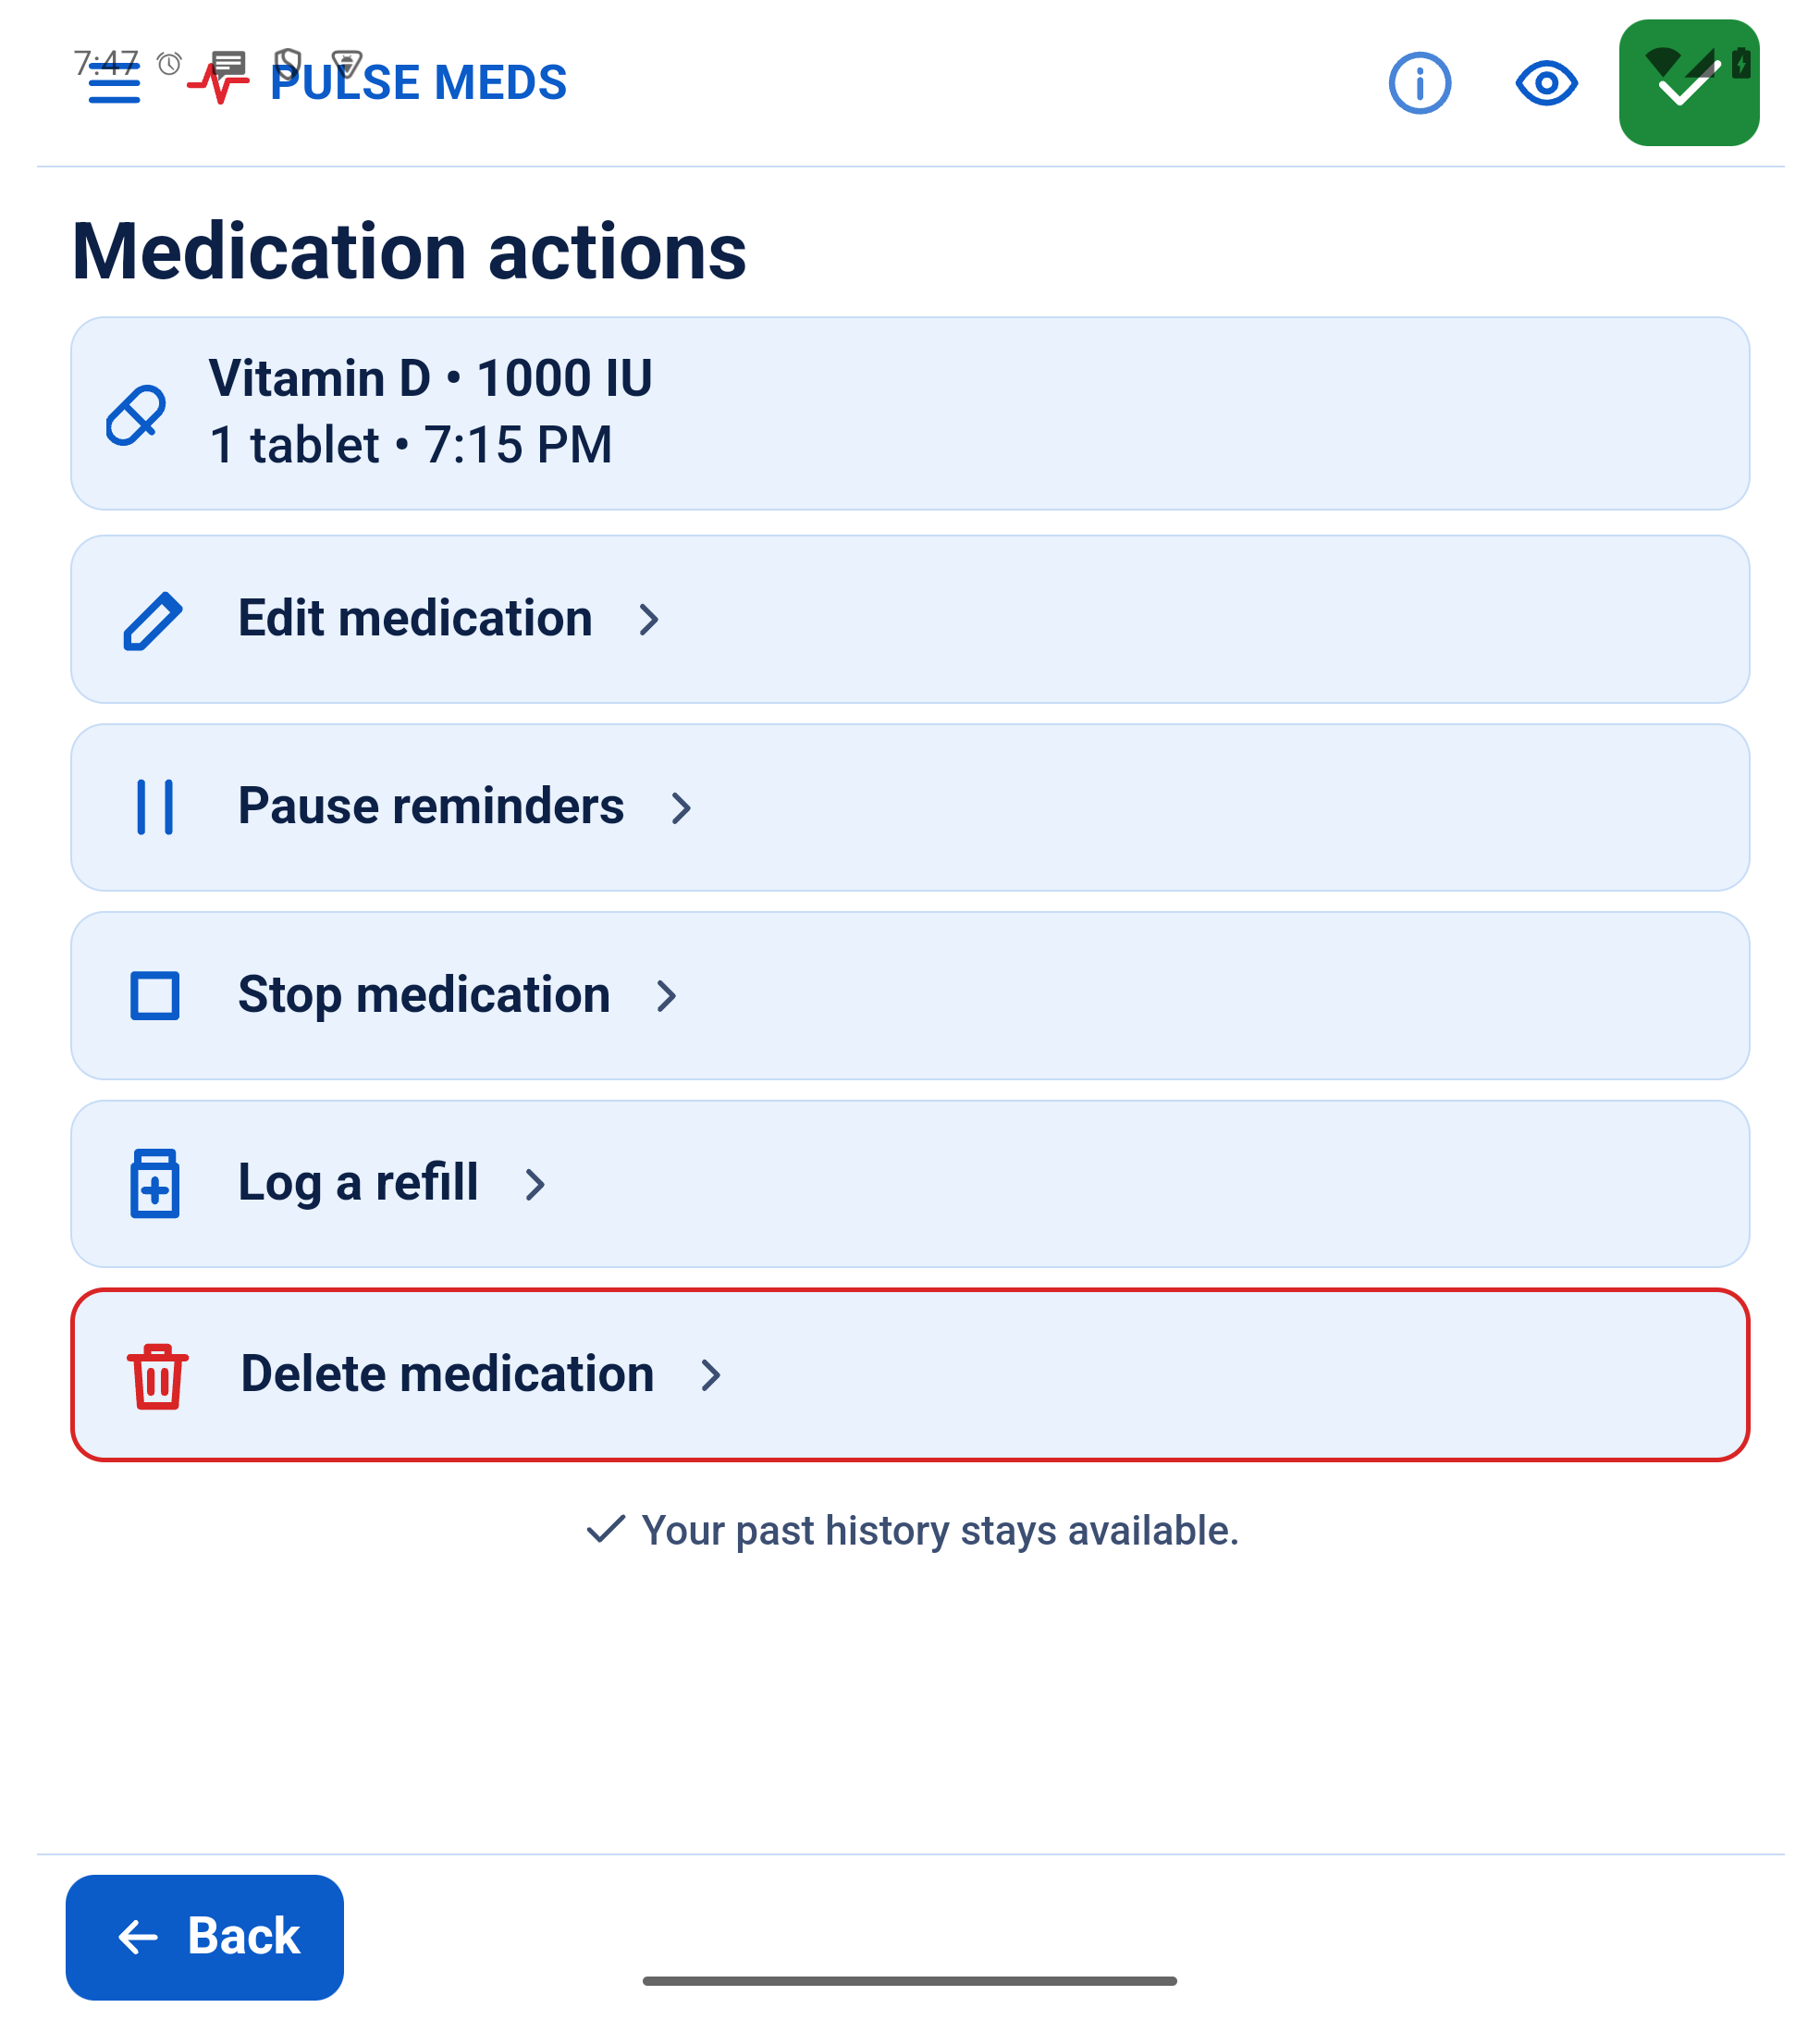 7:47
PULSE MEDS
Medication actions
Vitamin D • 1000 IU
1 tablet • 7:15 PM
Edit medication
Pause reminders
Stop medication
Log a refill
Delete medication
Your past history stays available.
Back